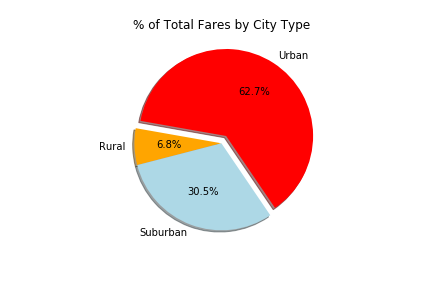 % of Total Fares by City Type
Urban
62.7%
Rural
6.8%
30.5%
Suburban